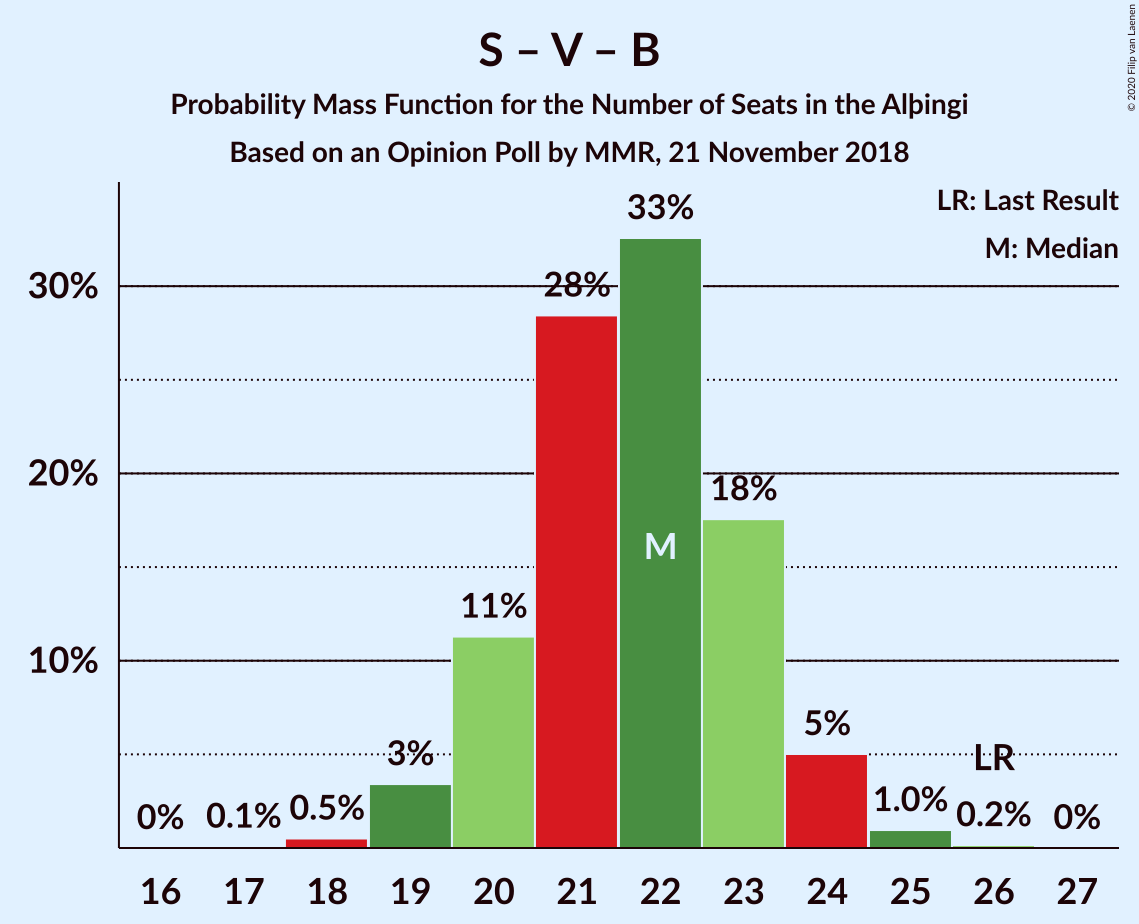 S – V – B
Probability Mass Function for the Number of Seats in the Alþingi
Based on an Opinion Poll by MMR, 21 November 2018
© 2020 Filip van Laenen
LR: Last Result
M: Median
33%
30%
28%
20%
18%
M
11%
10%
5%
3%
LR
0%
0.1%
0.5%
1.0%
0.2%
0%
16 17 18 19 20 21 22 23 24 25 26 27